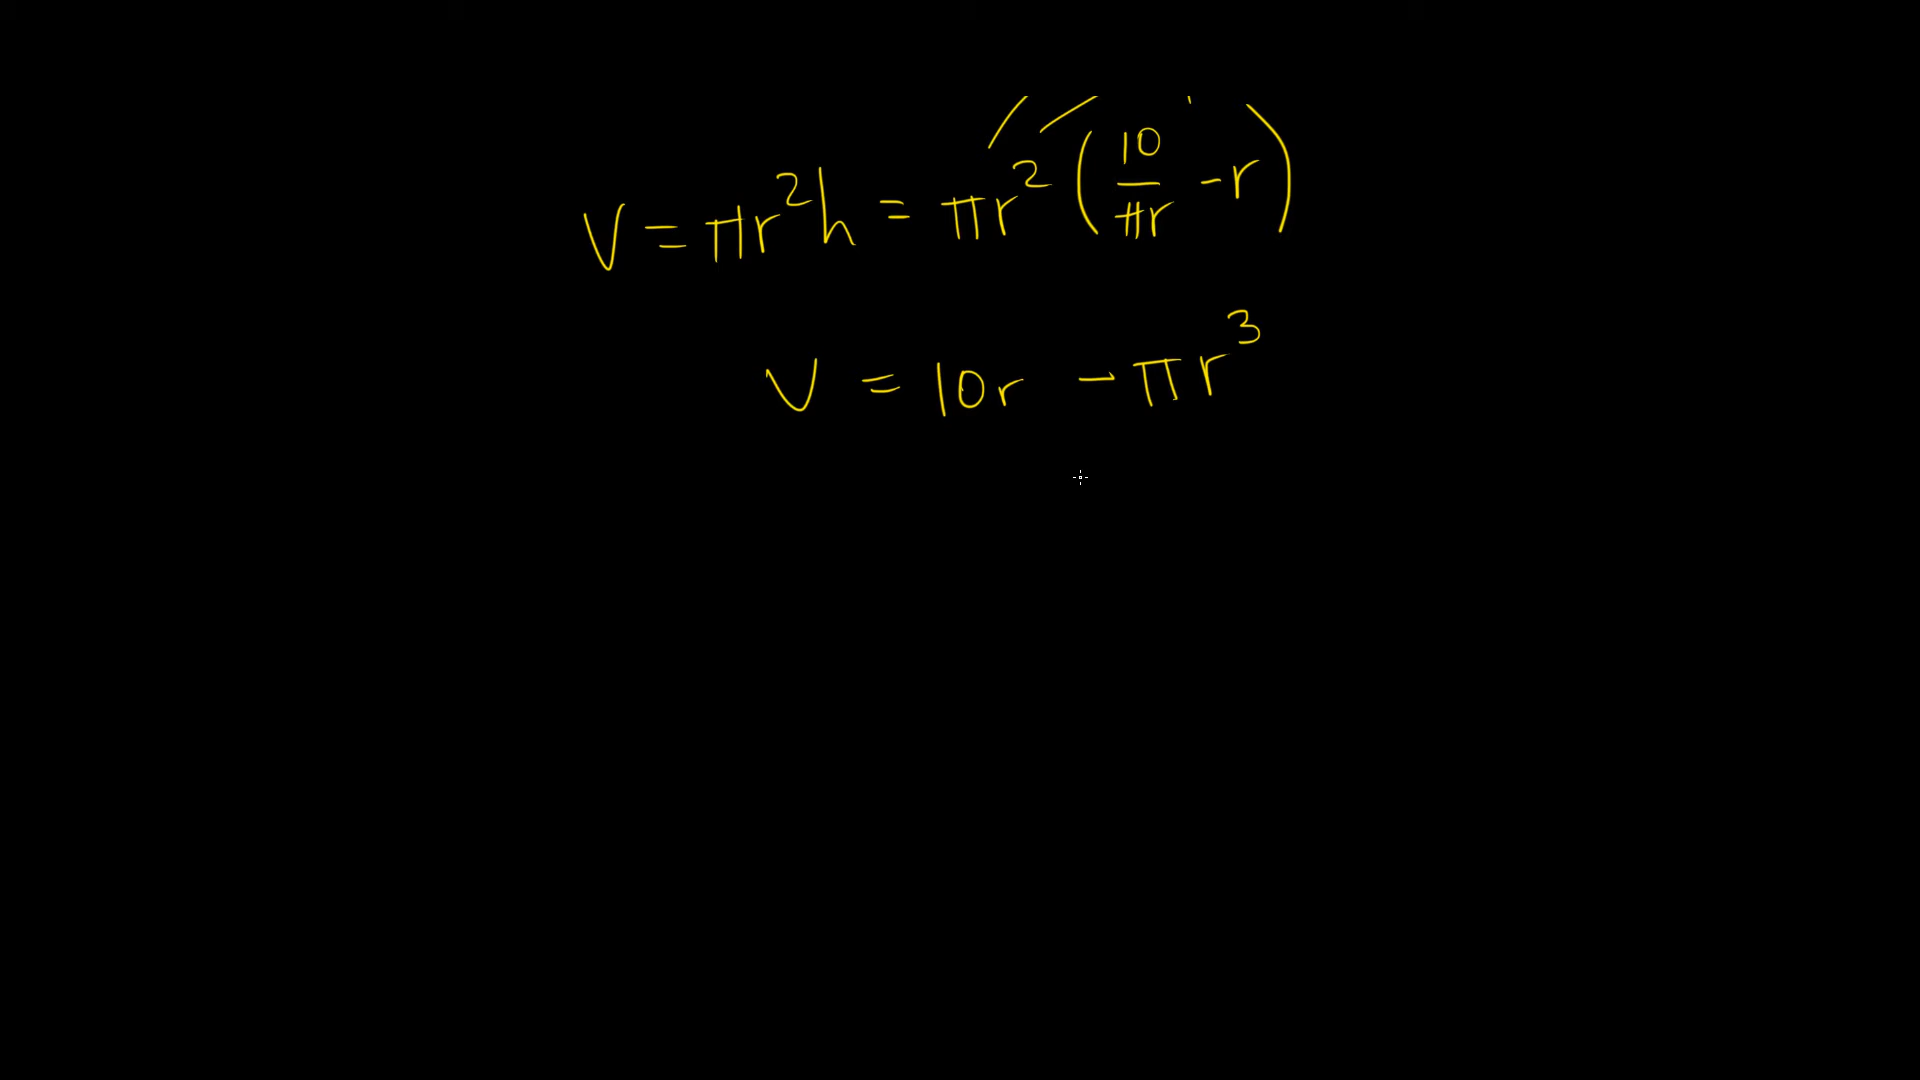 V = πr²h = πr² (10/πr - r)
V = 10r - πr³